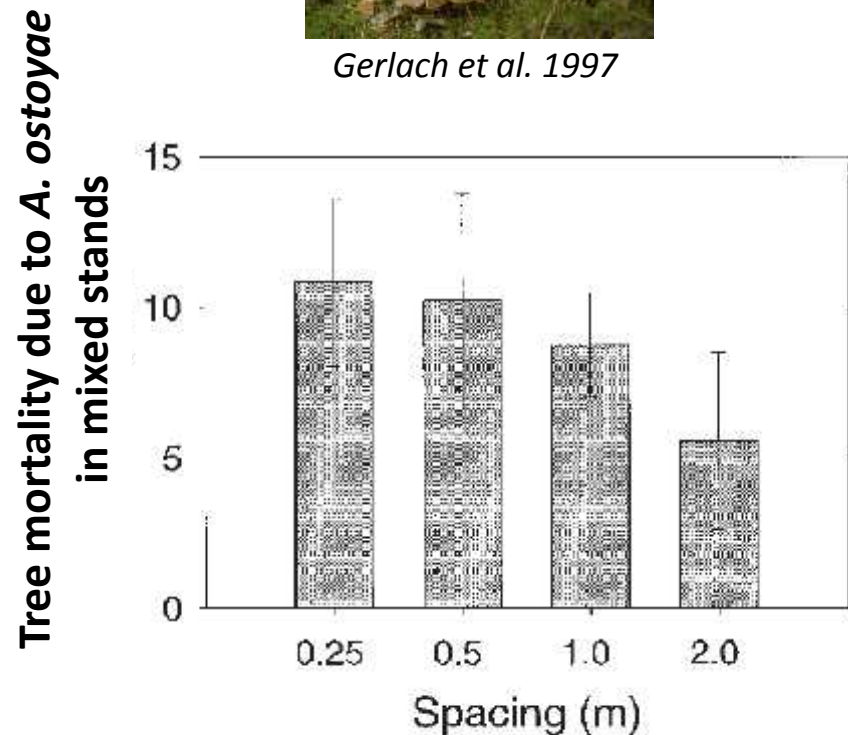 Gerlach et al. 1997
Tree mortality due to A. ostoyae
in mixed stands
15
10
5
0
0.25 0.5 1.0 2.0
Spacing (m)